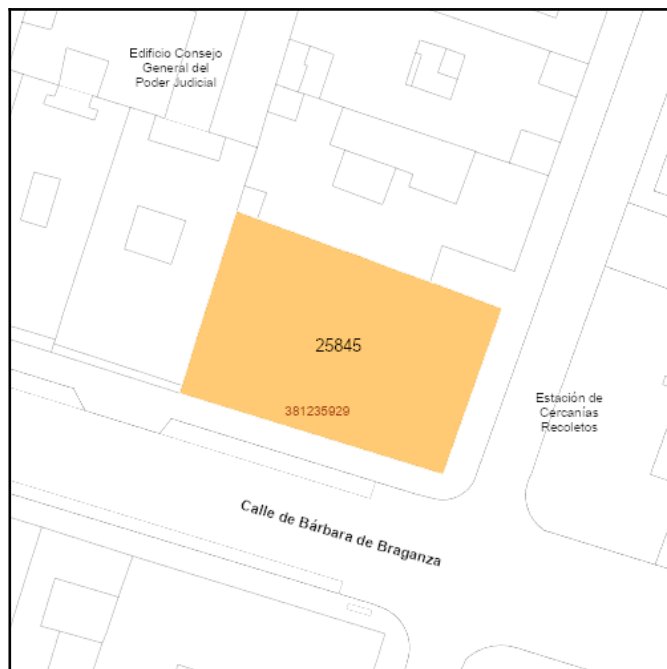 Edificio Consejo
General del
Poder Judicial
25845
381235929
Estación de
Cercanías
Recoletos
Calle de Bárbara de Braganza